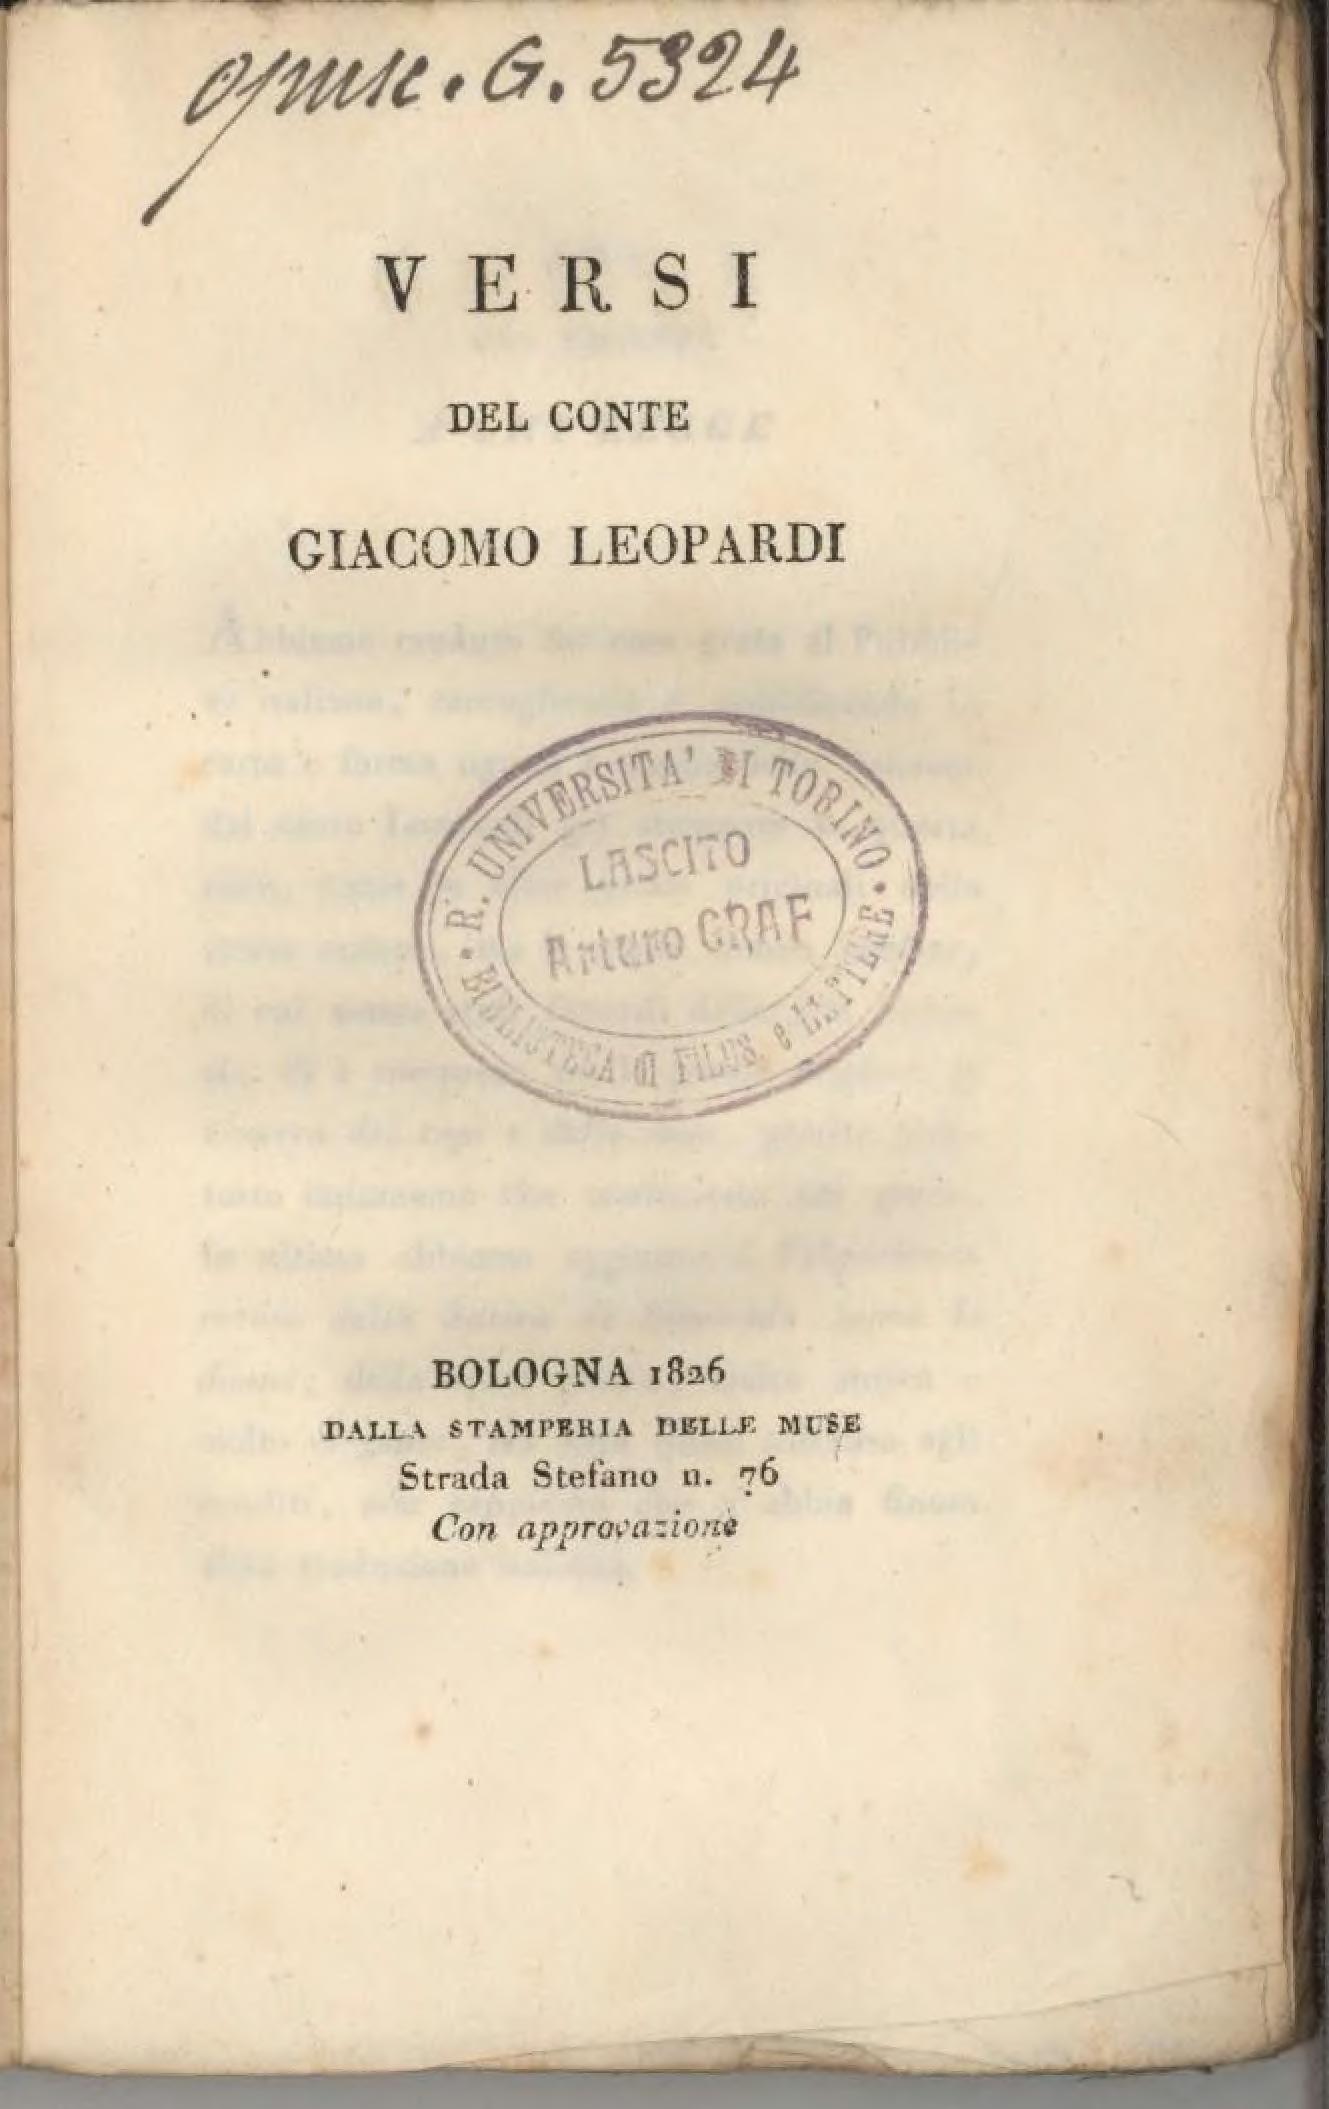 opusc. G. 5324
VERSI
DEL CONTE
GIACOMO LEOPARDI
R. UNIVERSITA' DI TORINO
LASCITO
Arturo GRAF
BIBLIOTECA di FILOS. e LETTERE
BOLOGNA 1826
DALLA STAMPERIA DELLE MUSE
Strada Stefano n. 76
Con approvazione